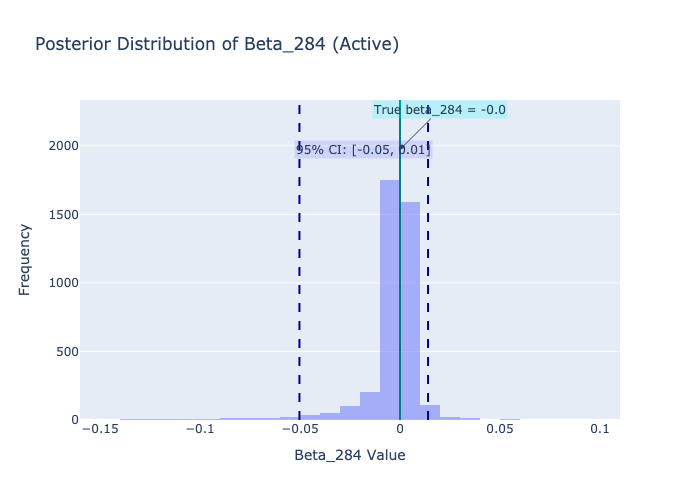 Posterior Distribution of Beta_284 (Active)
True beta_284 = -0.0
95% CI: [-0.05, 0.01]
2000
1500
1000
500
0
Frequency
−0.15
−0.1
−0.05
0
0.05
0.1
Beta_284 Value